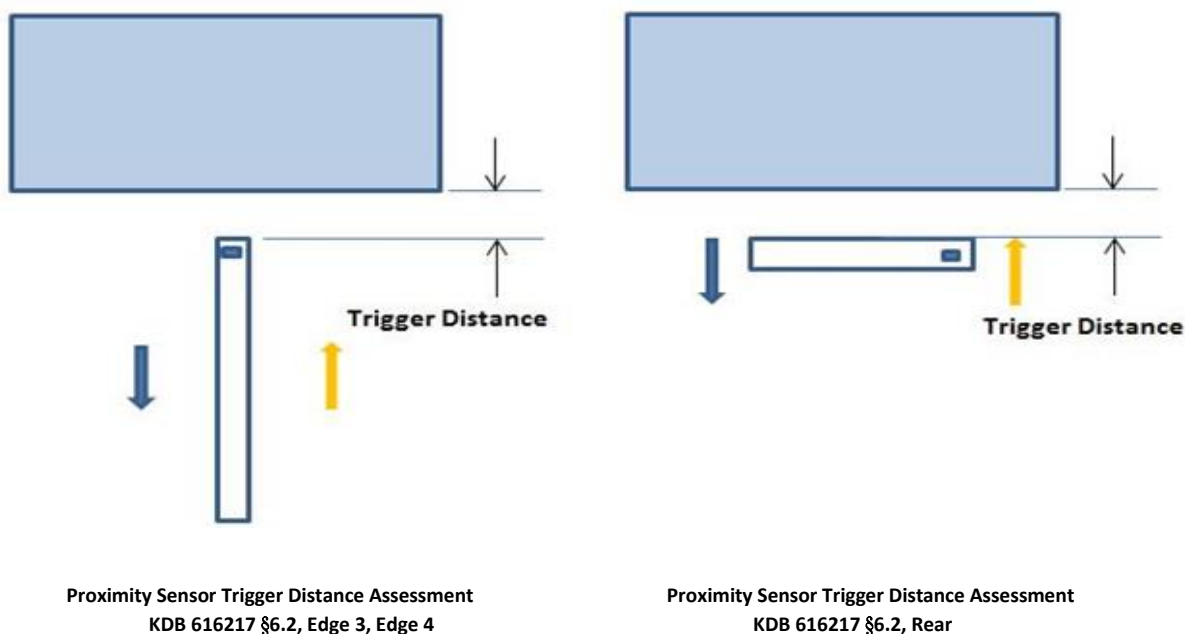 Trigger Distance
Trigger Distance
Proximity Sensor Trigger Distance Assessment
KDB 616217 §6.2, Edge 3, Edge 4
Proximity Sensor Trigger Distance Assessment
KDB 616217 §6.2, Rear